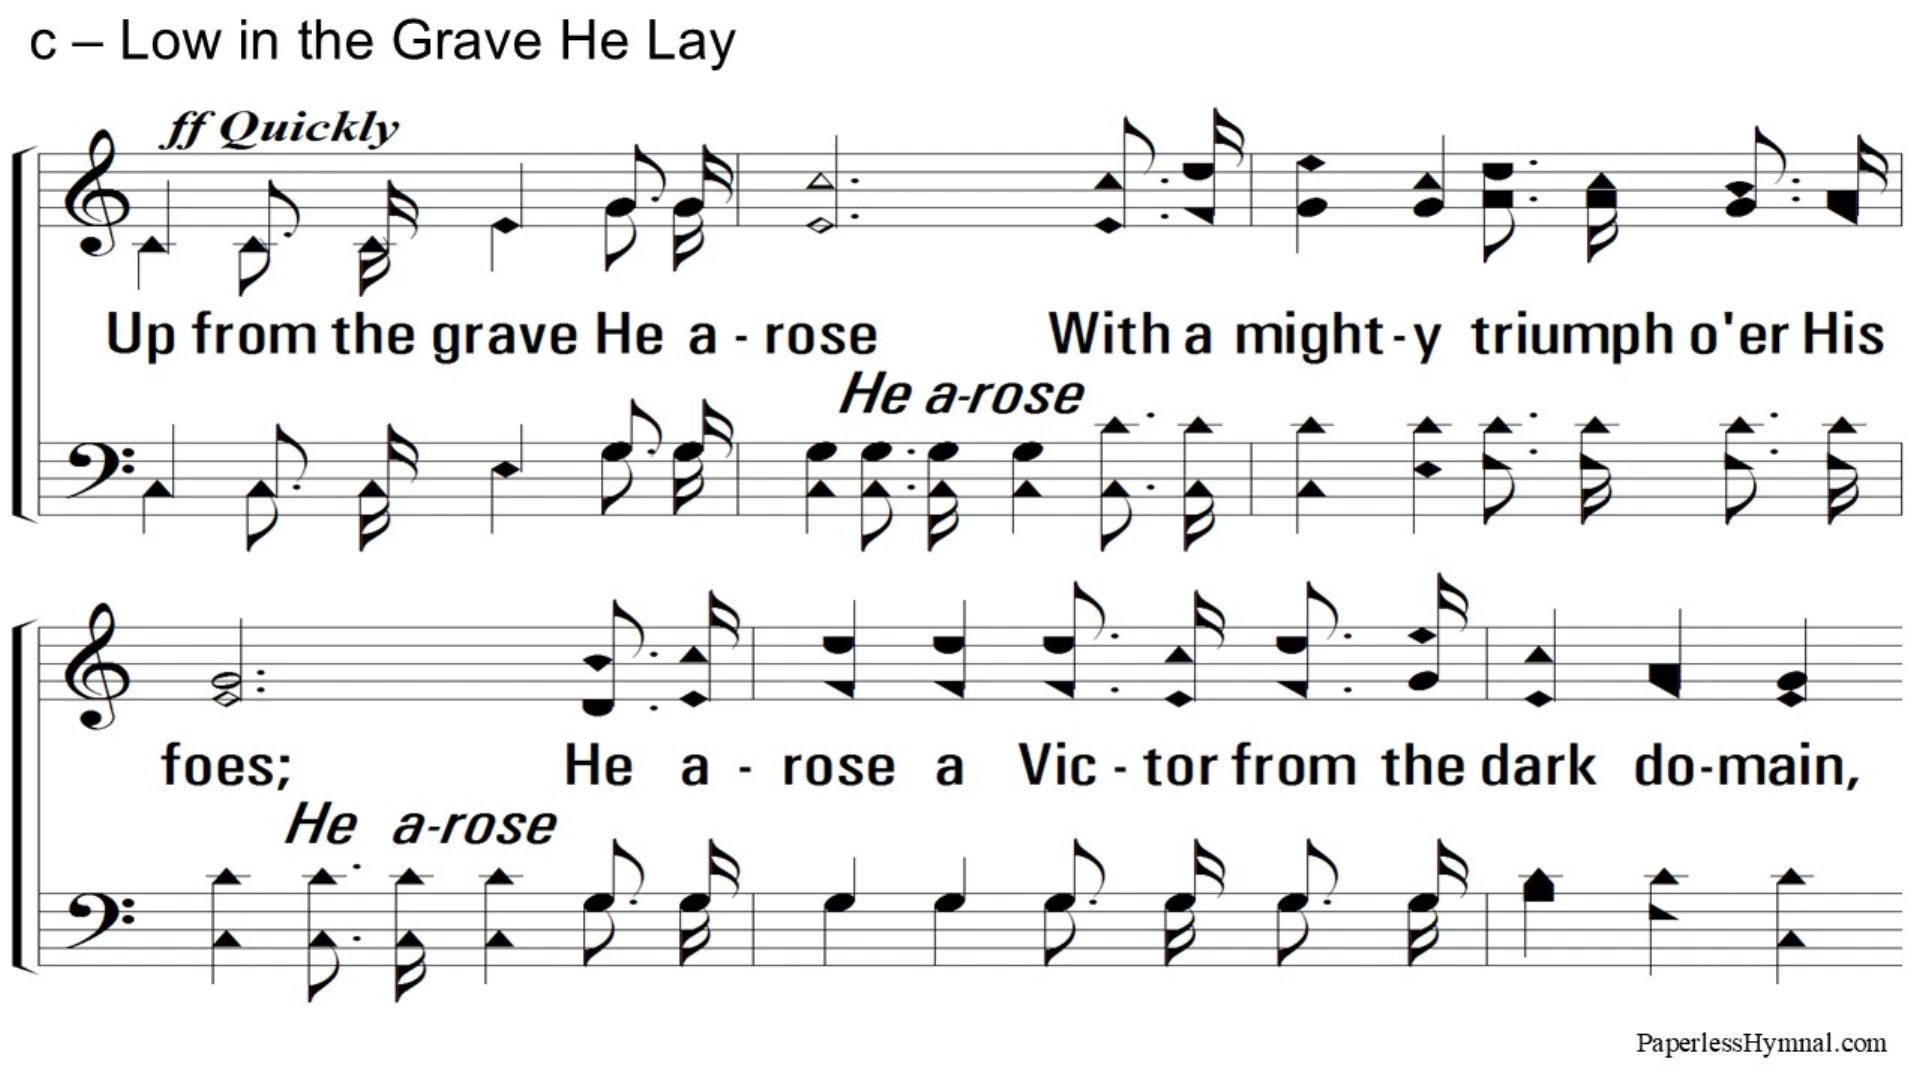 c – Low in the Grave He Lay
ff Quickly
Up from the grave He a - rose With a might - y triumph o'er His
He a-rose
foes; He a - rose a Vic - tor from the dark do-main,
He a-rose
PaperlessHymnal.com